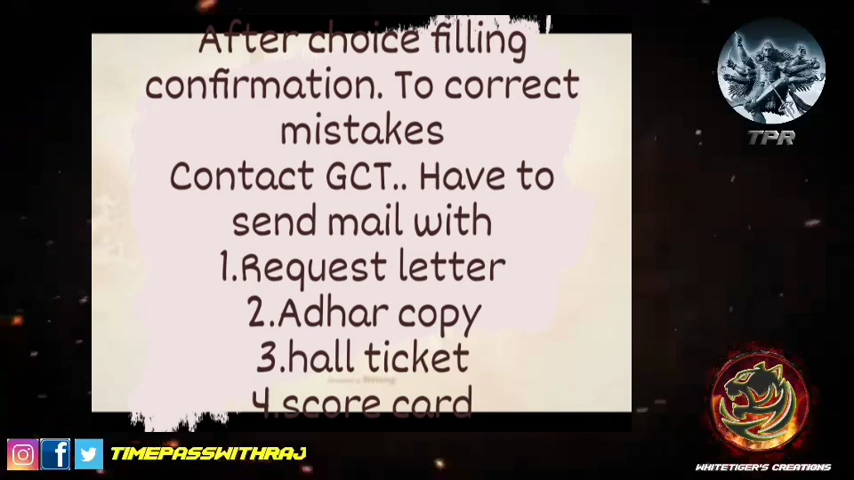 After choice filling
confirmation. To correct
mistakes
Contact GCT.. Have to
send mail with
1.Request letter
2.Adhar copy
3.hall ticket
4.score card
TPR
TIMEPASSWITHRAJ
WHITETIGER'S CREATIONS